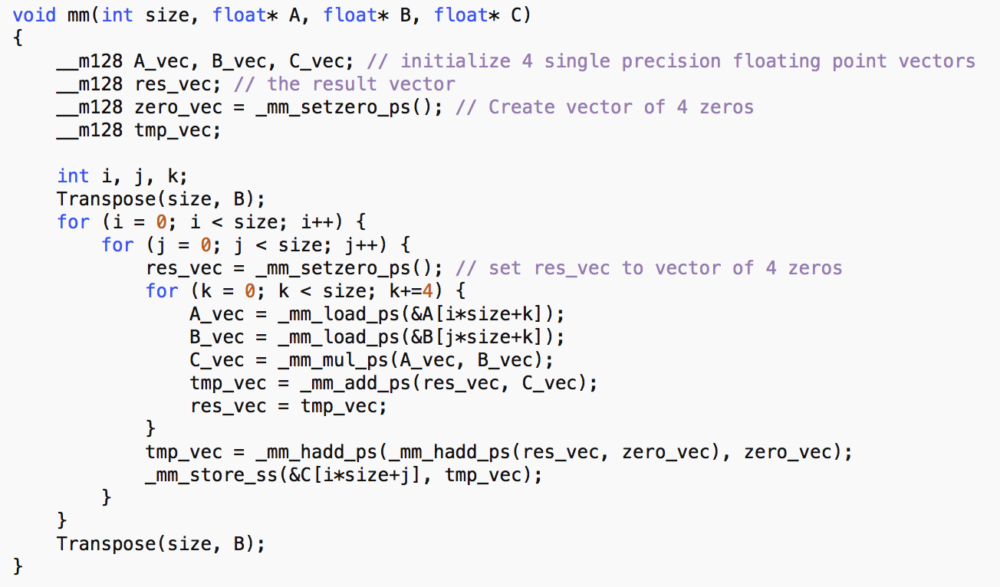 void mm(int size, float* A, float* B, float* C)
{
    __m128 A_vec, B_vec, C_vec; // initialize 4 single precision floating point vectors
    __m128 res_vec; // the result vector
    __m128 zero_vec = _mm_setzero_ps(); // Create vector of 4 zeros
    __m128 tmp_vec;

    int i, j, k;
    Transpose(size, B);
    for (i = 0; i < size; i++) {
        for (j = 0; j < size; j++) {
            res_vec = _mm_setzero_ps(); // set res_vec to vector of 4 zeros
            for (k = 0; k < size; k+=4) {
                A_vec = _mm_load_ps(&A[i*size+k]);
                B_vec = _mm_load_ps(&B[j*size+k]);
                C_vec = _mm_mul_ps(A_vec, B_vec);
                tmp_vec = _mm_add_ps(res_vec, C_vec);
                res_vec = tmp_vec;
            }
            tmp_vec = _mm_hadd_ps(_mm_hadd_ps(res_vec, zero_vec), zero_vec);
            _mm_store_ss(&C[i*size+j], tmp_vec);
        }
    }
    Transpose(size, B);
}